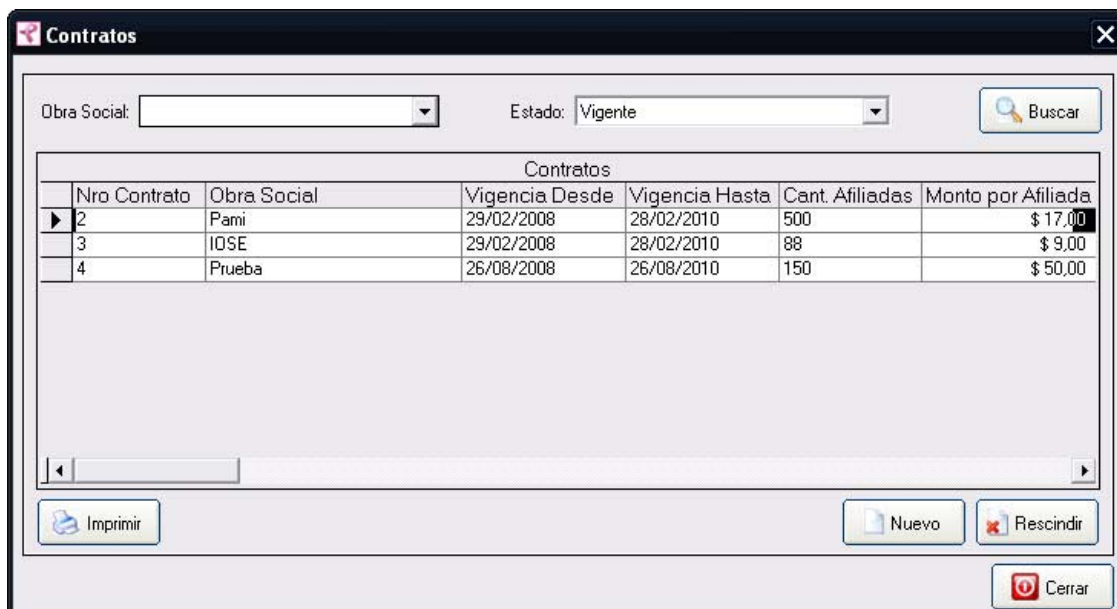 Contratos
Obra Social: Estado: Vigente Buscar
Contratos
Nro Contrato Obra Social Vigencia Desde Vigencia Hasta Cant. Afiliadas Monto por Afiliada
2 Pami 29/02/2008 28/02/2010 500 $ 17,00
3 IOSE 29/02/2008 28/02/2010 88 $ 9,00
4 Prueba 26/08/2008 26/08/2010 150 $ 50,00
Imprimir Nuevo Rescindir
Cerrar